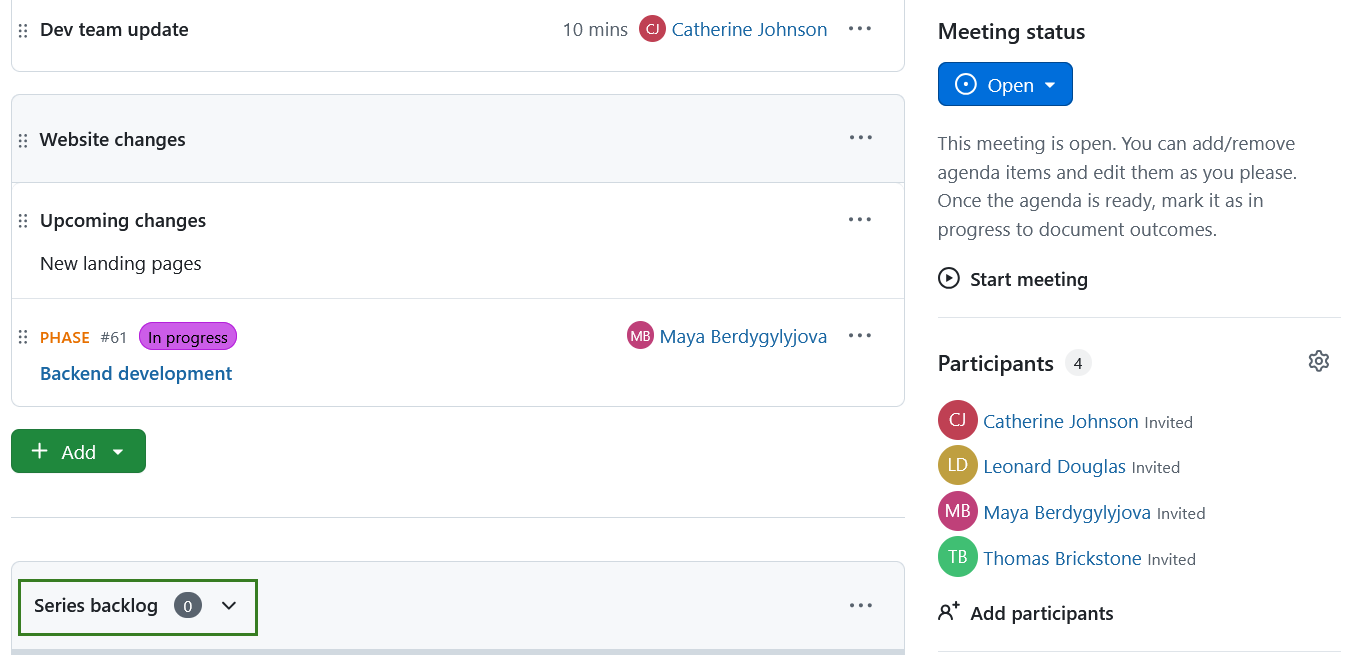 Dev team update 10 mins CJ Catherine Johnson
Website changes
Upcoming changes
New landing pages
PHASE #61 In progress MB Maya Berdygylyjova
Backend development
Add
Series backlog 0
Meeting status
Open
This meeting is open. You can add/remove
agenda items and edit them as you please.
Once the agenda is ready, mark it as in
progress to document outcomes.
Start meeting
Participants 4
CJ Catherine Johnson Invited
LD Leonard Douglas Invited
MB Maya Berdygylyjova Invited
TB Thomas Brickstone Invited
Add participants